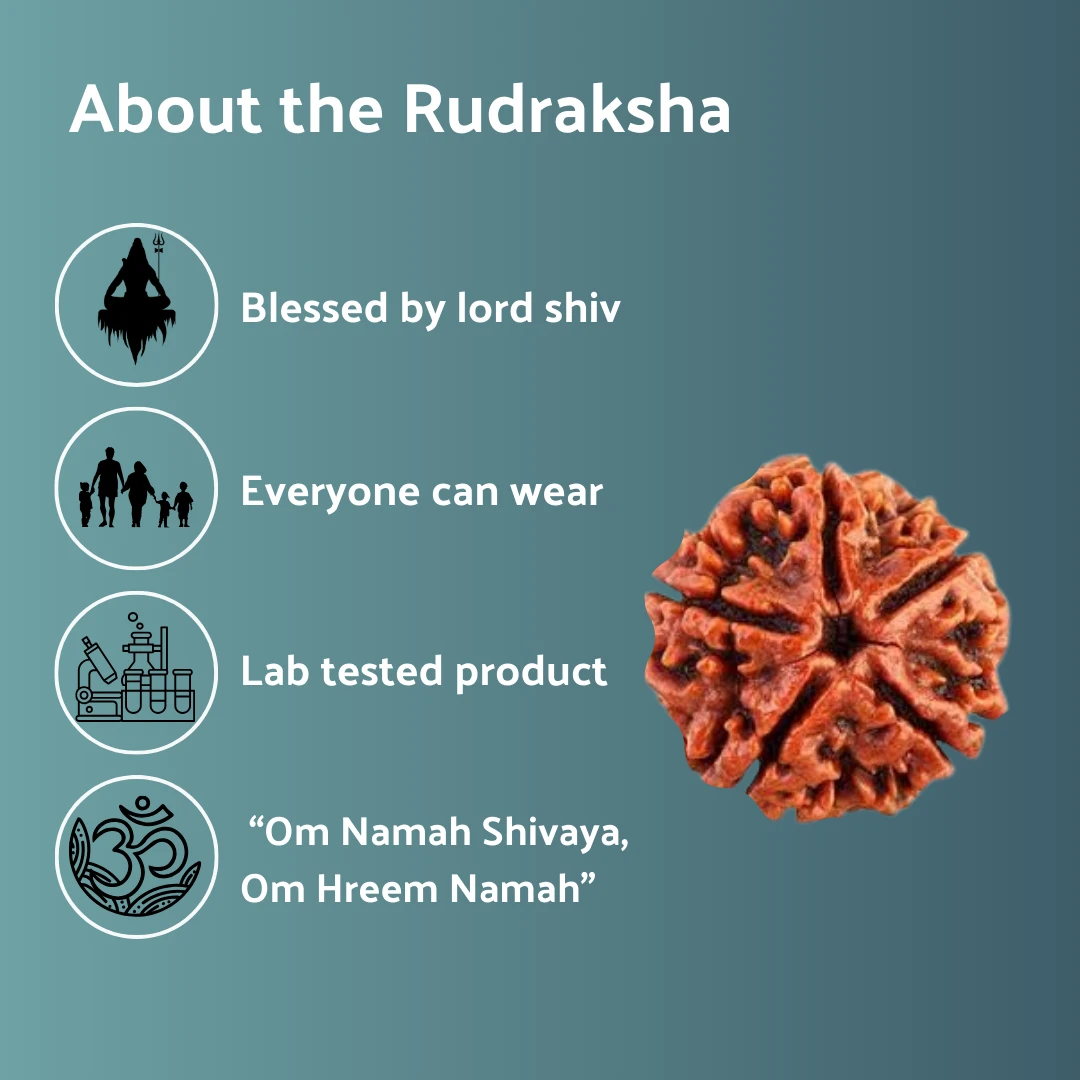 About the Rudraksha
Blessed by lord shiv
Everyone can wear
Lab tested product
“Om Namah Shivaya,
Om Hreem Namah”